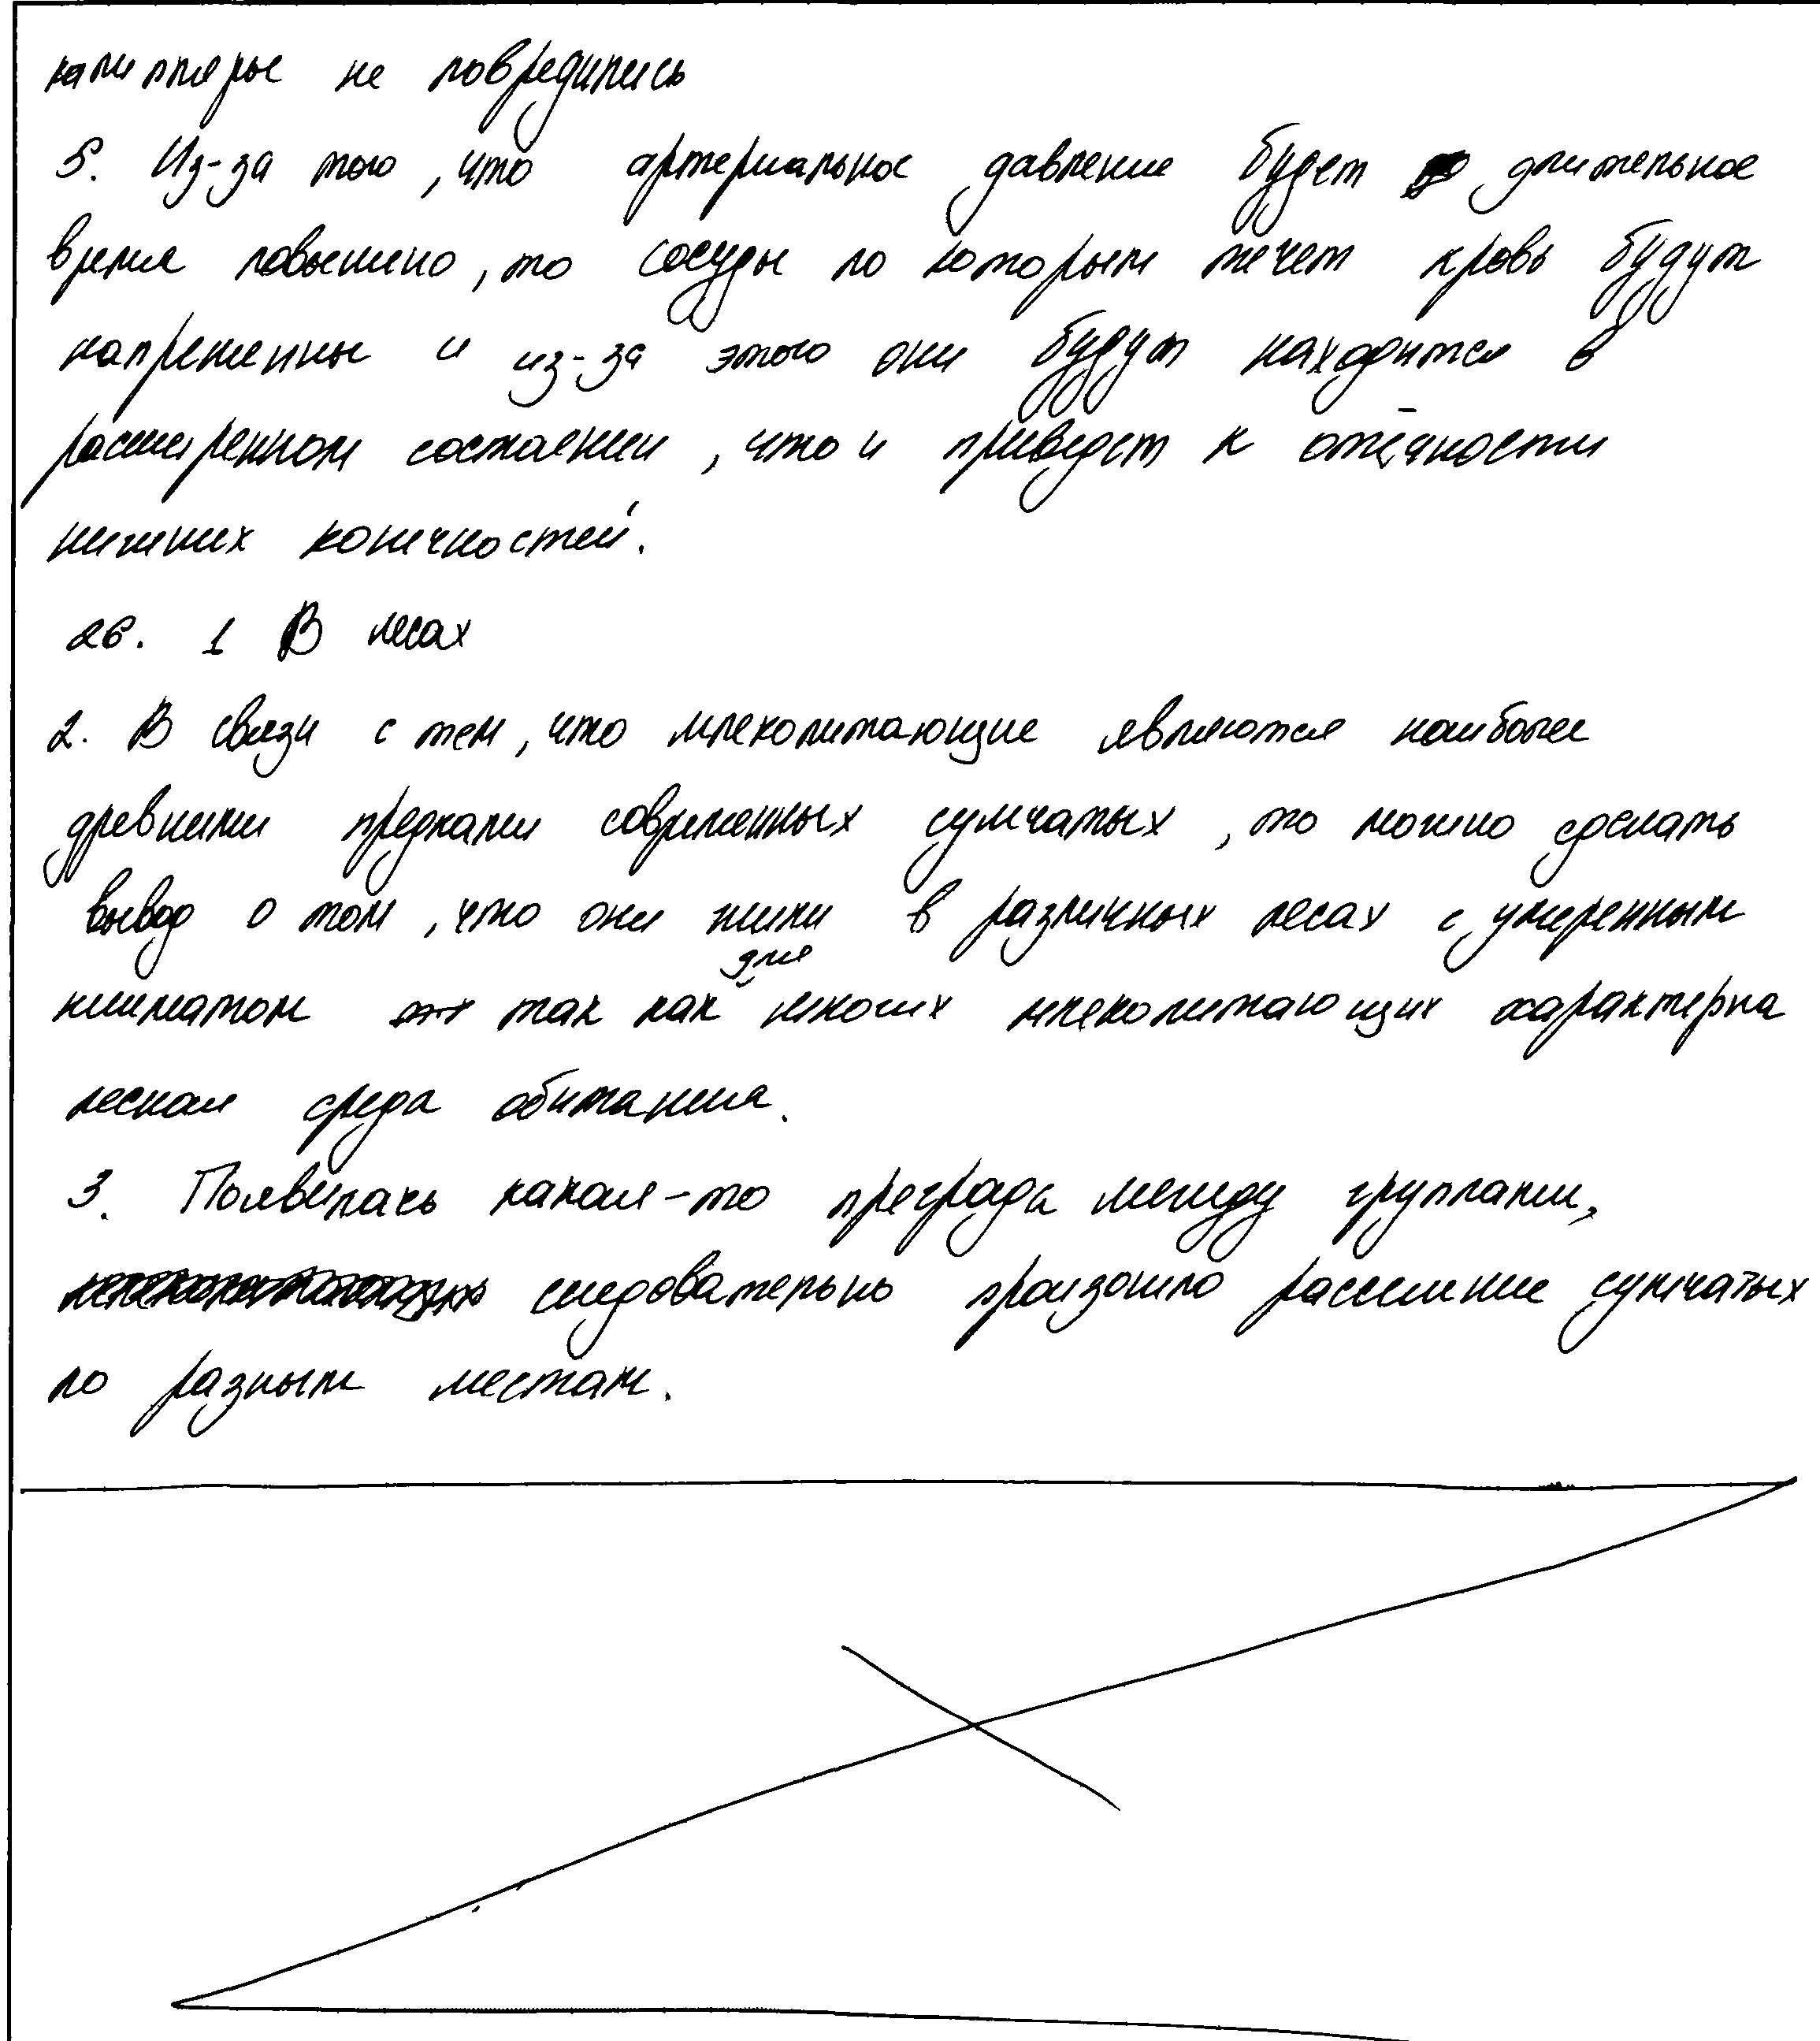 капилляры не повредились
5. Из-за того, что артериальное давление будет длительное
время повышено, то сосуды по которым течет кровь будут
напреженны и из-за этого они будут находится в
расширенном состоянии, что и приведет к отечности
нижних конечностей.
26. 1 В лесах
2. В связи с тем, что млекопитающие являются наиболее
древними предками современных сумчатых, то можно сделать
вывод о том, что они жили в различных лесах с умеренным
климатом так как для многих млекопитающих характерна
лесная среда обитания.
3. Появилась какая-то преграда между группами,
следовательно произошло расселение сумчатых
по разным местам.